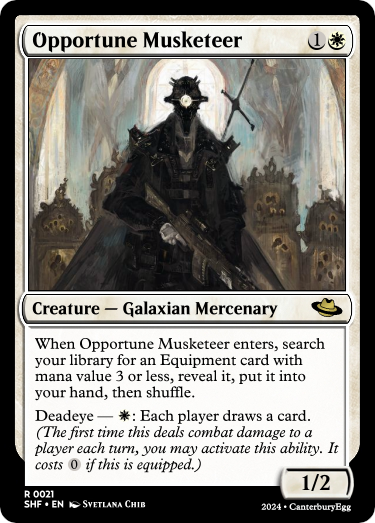 Opportune Musketeer 1
Creature — Galaxian Mercenary
When Opportune Musketeer enters, search
your library for an Equipment card with
mana value 3 or less, reveal it, put it into
your hand, then shuffle.
Deadeye — : Each player draws a card.
(The first time this deals combat damage to a
player each turn, you may activate this ability. It
costs 0 if this is equipped.)
1/2
R 0021
SHF • EN Svetlana Chib
2024 • CanterburyEgg